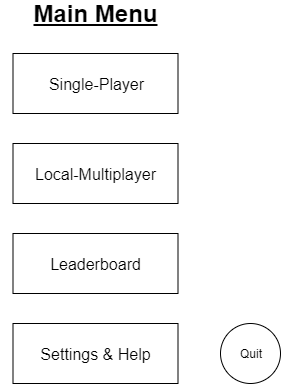 Main Menu
Single-Player
Local-Multiplayer
Leaderboard
Settings & Help
Quit